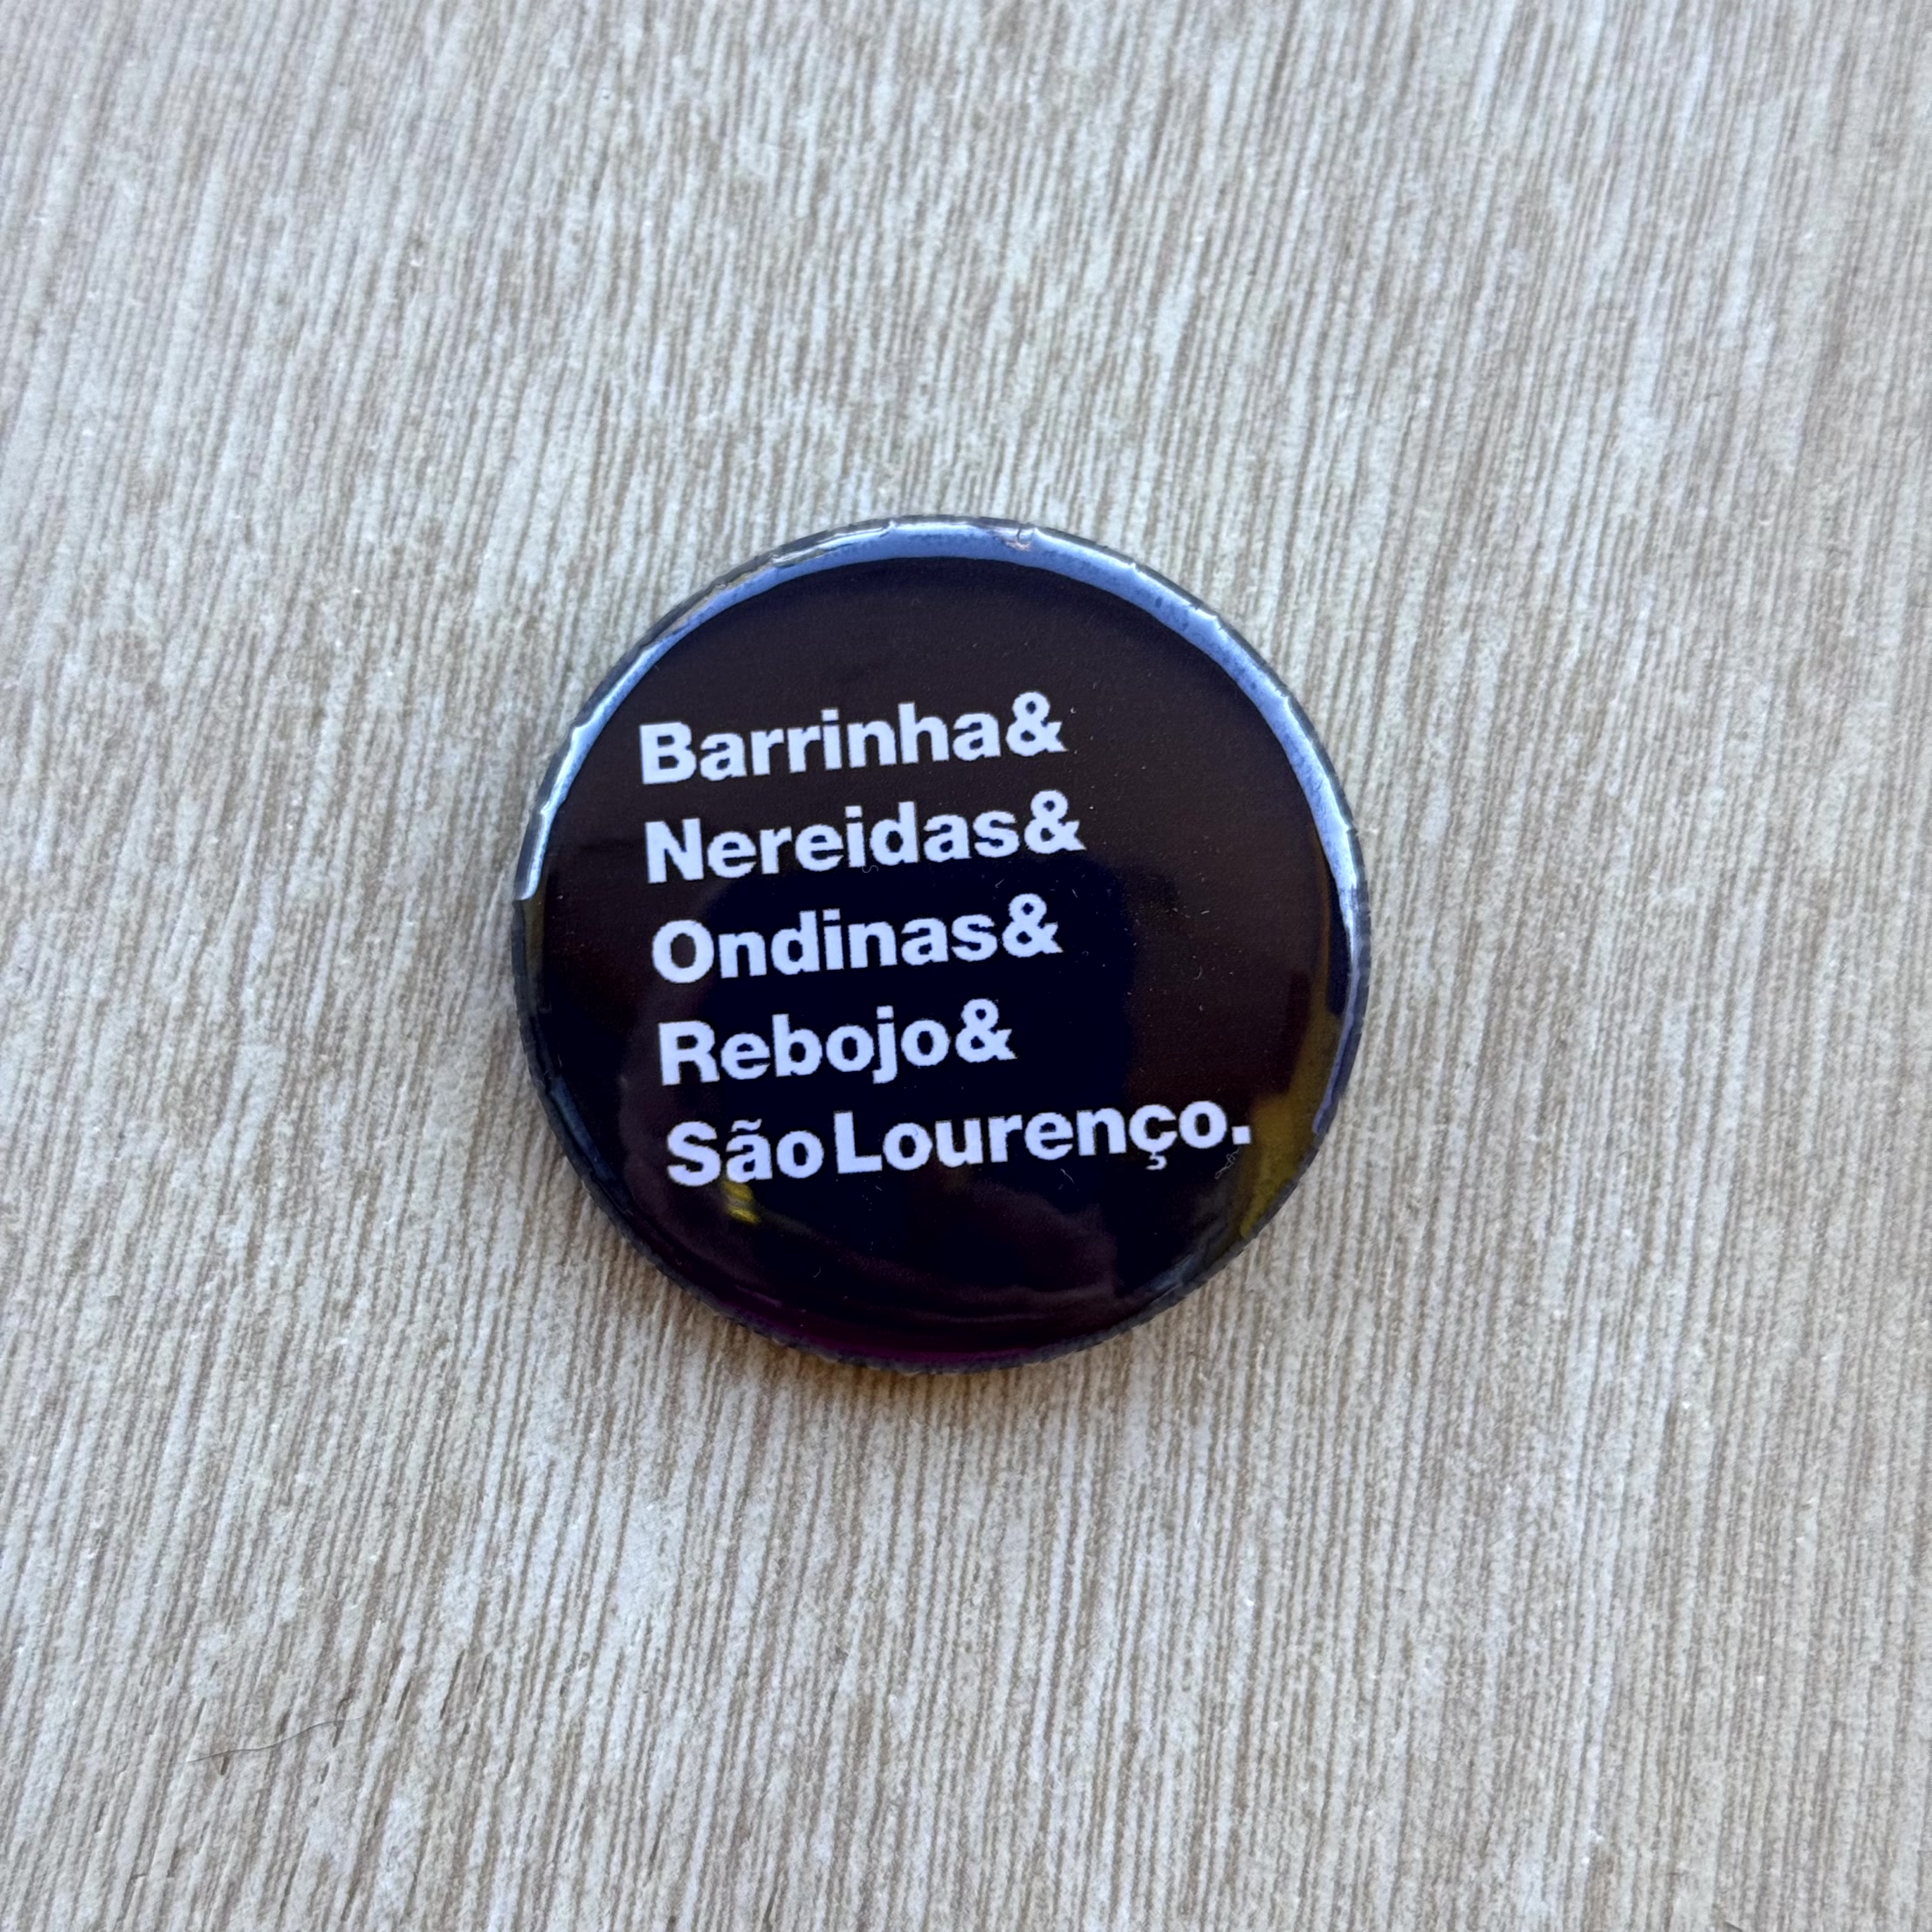 Barrinha&
Nereidas&
Ondinas&
Rebojo&
São Lourenço.